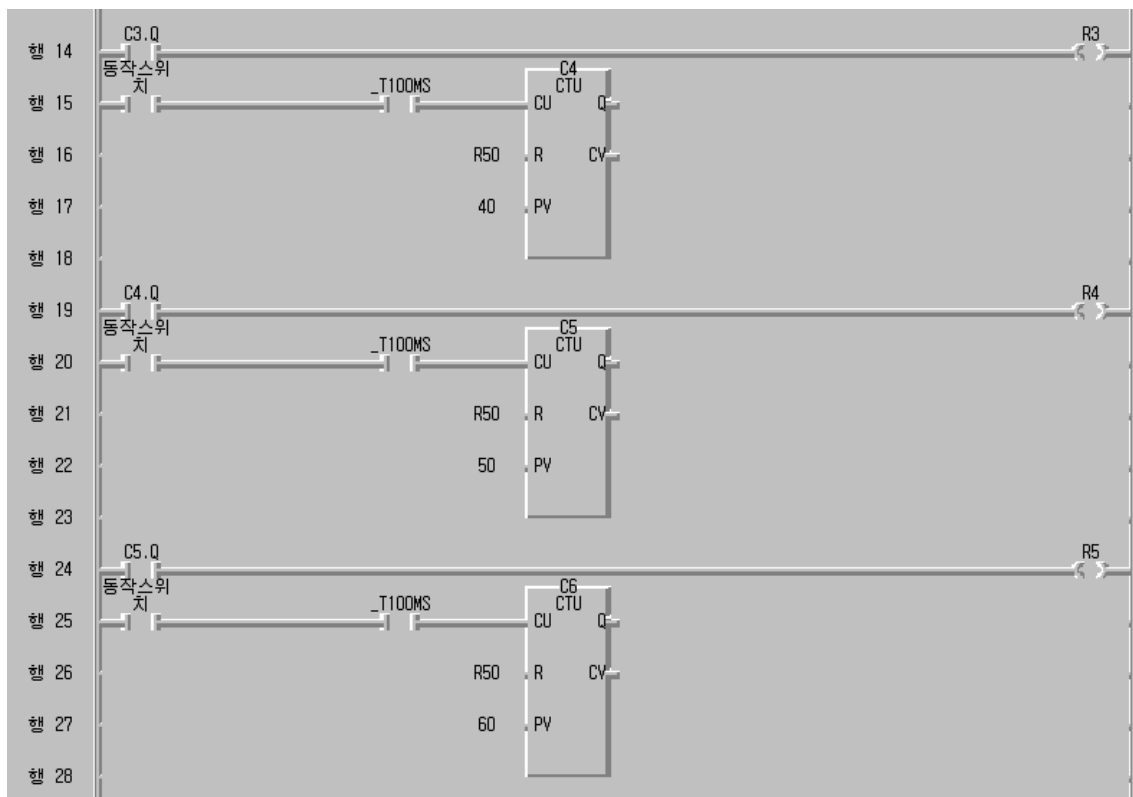 C3.Q R3
행 14
동작스위치 _T100MS C4
CTU
행 15 CU Q
행 16 R50 R CV
행 17 40 PV
행 18
C4.Q R4
행 19
동작스위치 _T100MS C5
CTU
행 20 CU Q
행 21 R50 R CV
행 22 50 PV
행 23
C5.Q R5
행 24
동작스위치 _T100MS C6
CTU
행 25 CU Q
행 26 R50 R CV
행 27 60 PV
행 28